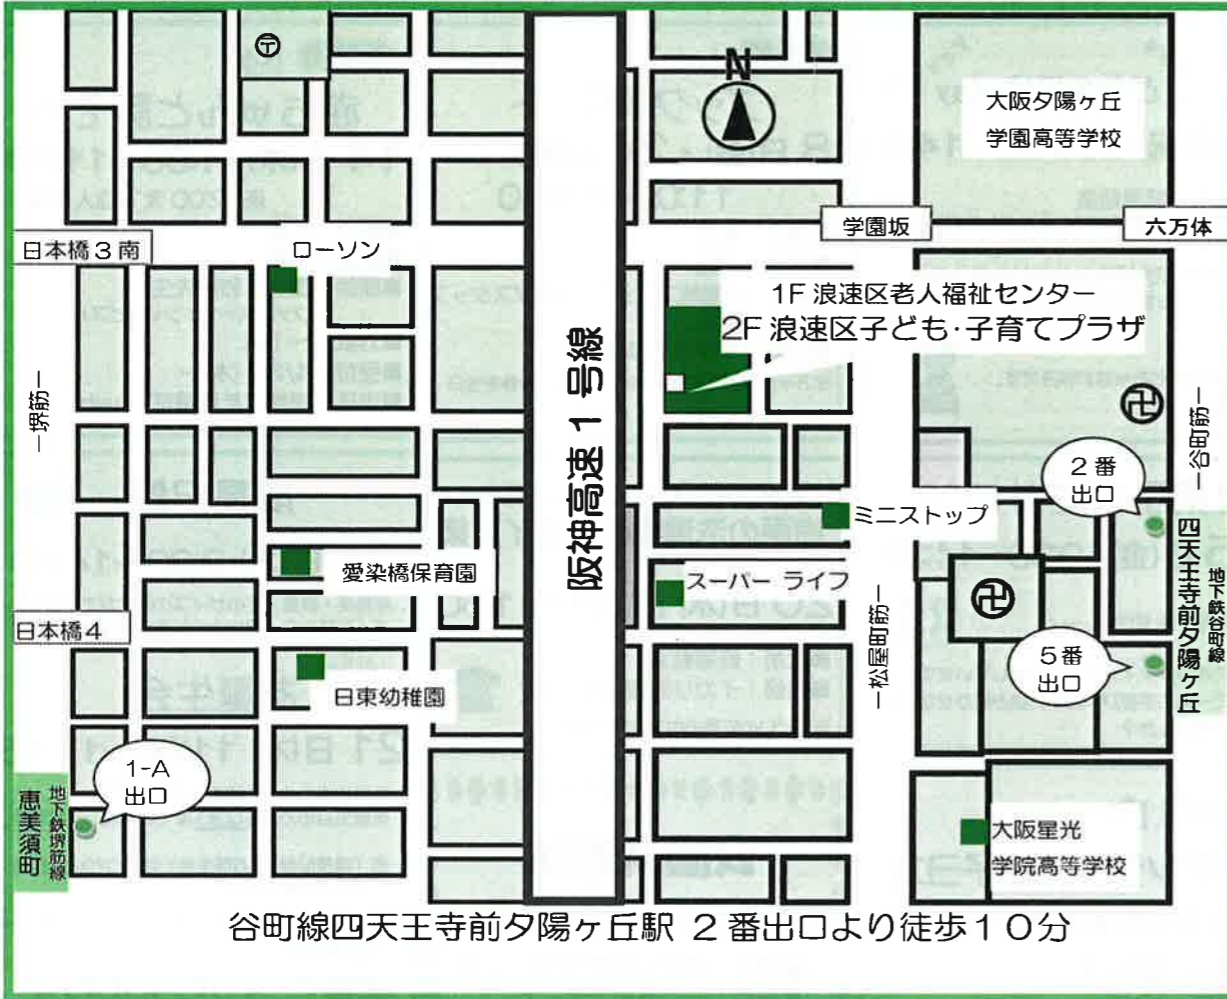 〒
N
大阪夕陽ヶ丘
学園高等学校
学園坂
六万体
日本橋3南
ローソン
1F 浪速区老人福祉センター
2F 浪速区子ども・子育てプラザ
阪神高速1号線
ー堺筋ー
卍
ー谷町筋ー
2番
出口
ミニストップ
地下鉄谷町線
四天王寺前夕陽ヶ丘
愛染橋保育園
スーパー ライフ
卍
日本橋4
ー松屋町筋ー
5番
出口
日東幼稚園
1-A
出口
地下鉄堺筋線
恵美須町
大阪星光
学院高等学校
谷町線四天王寺前夕陽ヶ丘駅 2番出口より徒歩10分